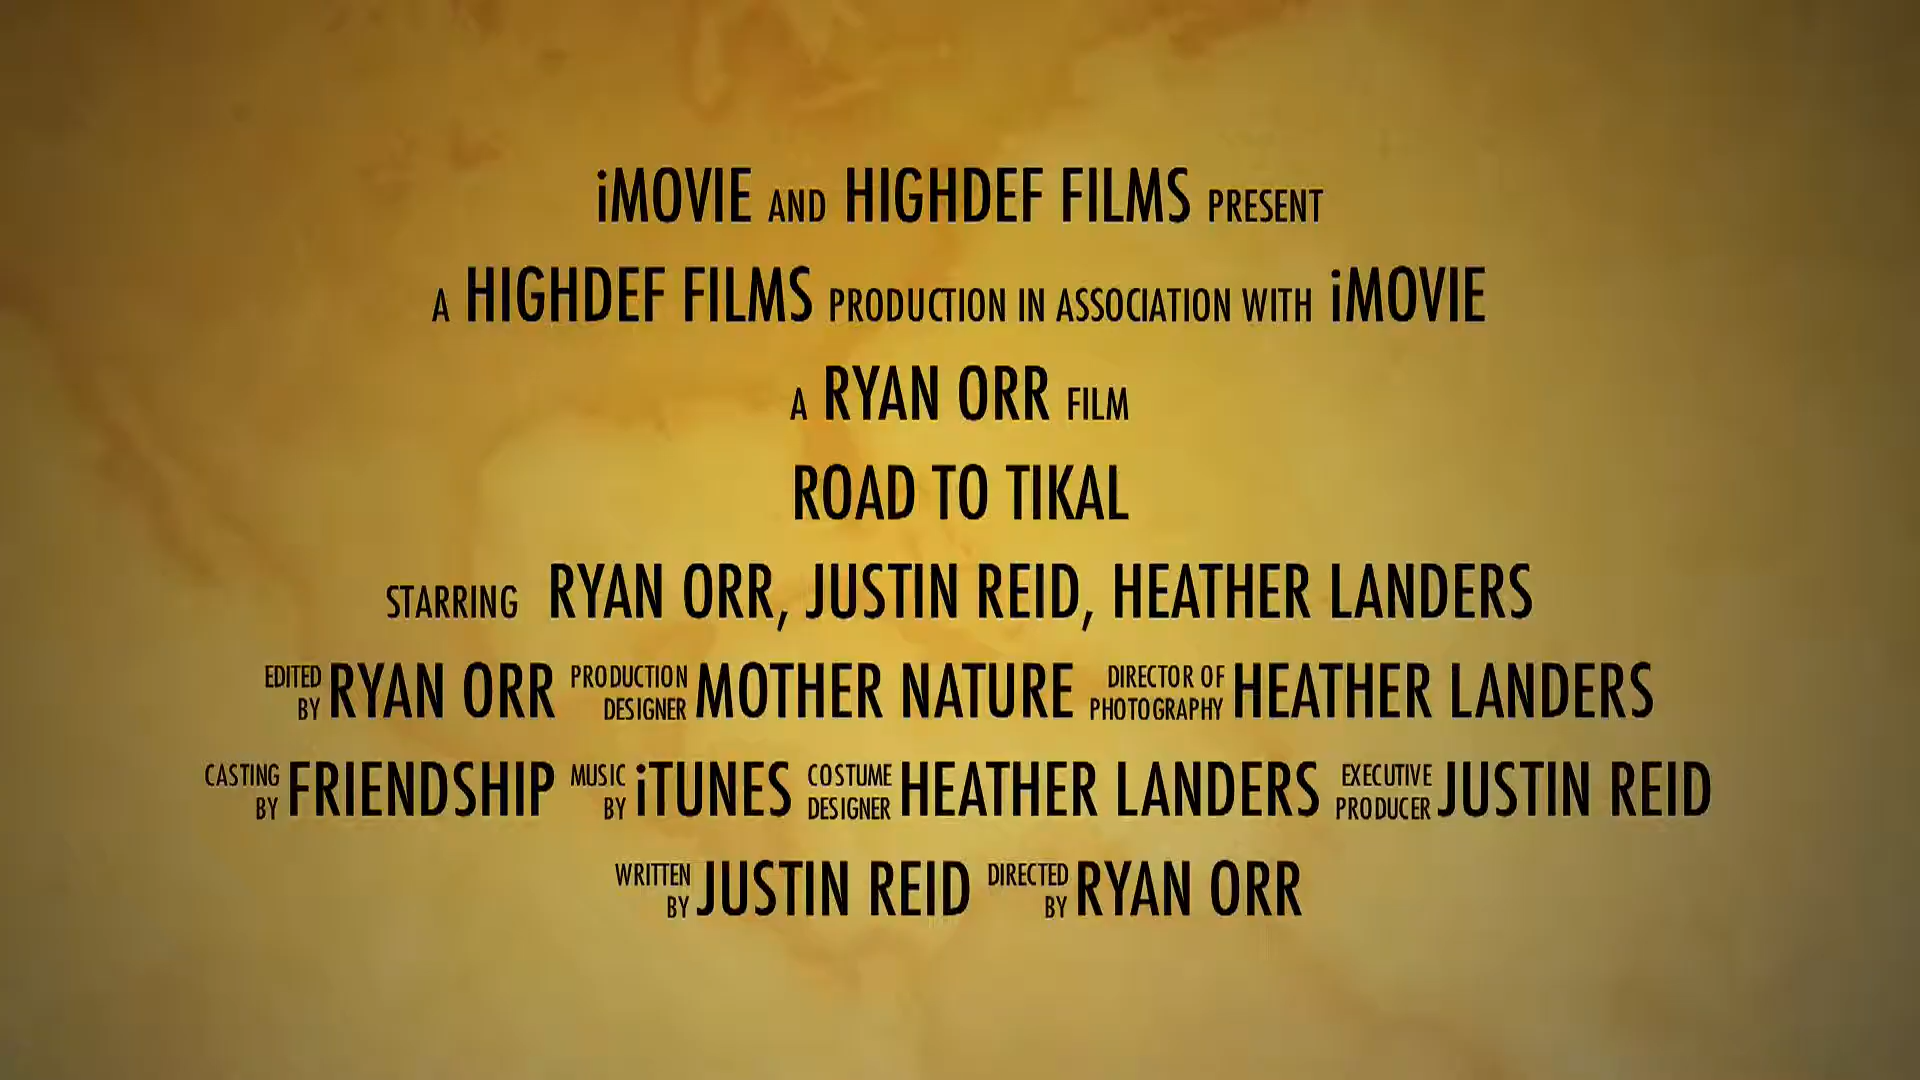 iMOVIE AND HIGHDEF FILMS PRESENT
A HIGHDEF FILMS PRODUCTION IN ASSOCIATION WITH iMOVIE
A RYAN ORR FILM
ROAD TO TIKAL
STARRING RYAN ORR, JUSTIN REID, HEATHER LANDERS
EDITED BY RYAN ORR PRODUCTION DESIGNER MOTHER NATURE DIRECTOR OF PHOTOGRAPHY HEATHER LANDERS
CASTING BY FRIENDSHIP MUSIC BY iTUNES COSTUME DESIGNER HEATHER LANDERS EXECUTIVE PRODUCER JUSTIN REID
WRITTEN BY JUSTIN REID DIRECTED BY RYAN ORR